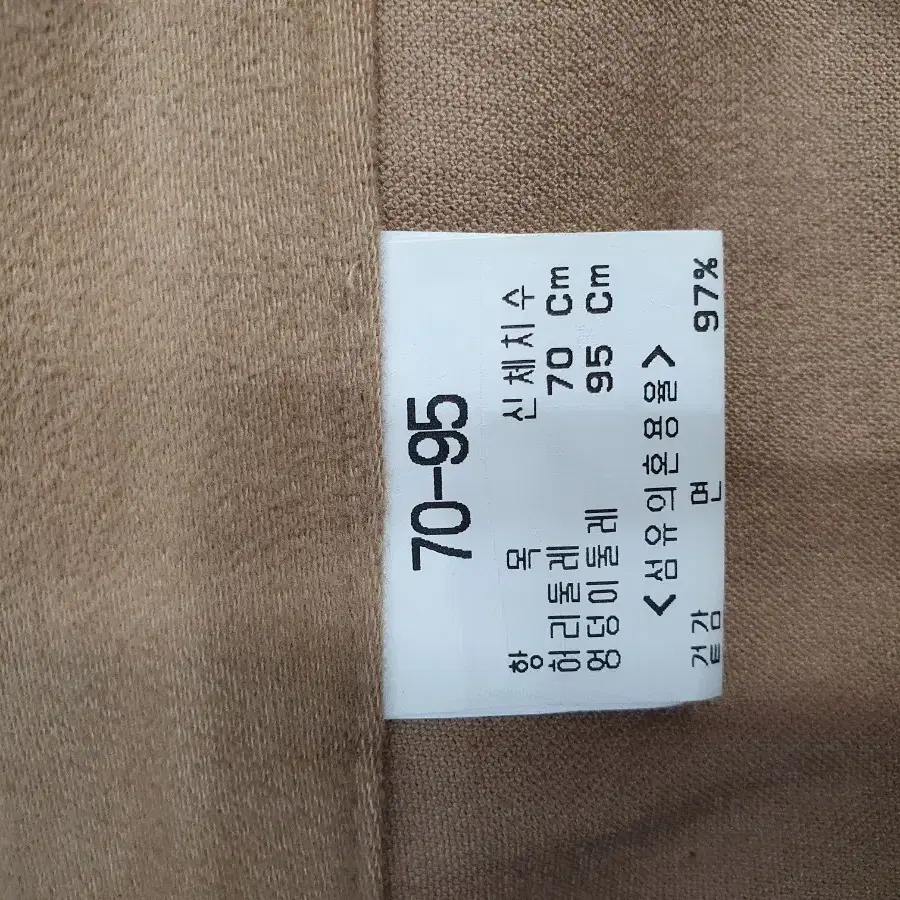 70-95
항 목 신체치수
허리둘레 70 Cm
엉덩이둘레 95 Cm
<섬유의혼용율>
겉감 면 97%